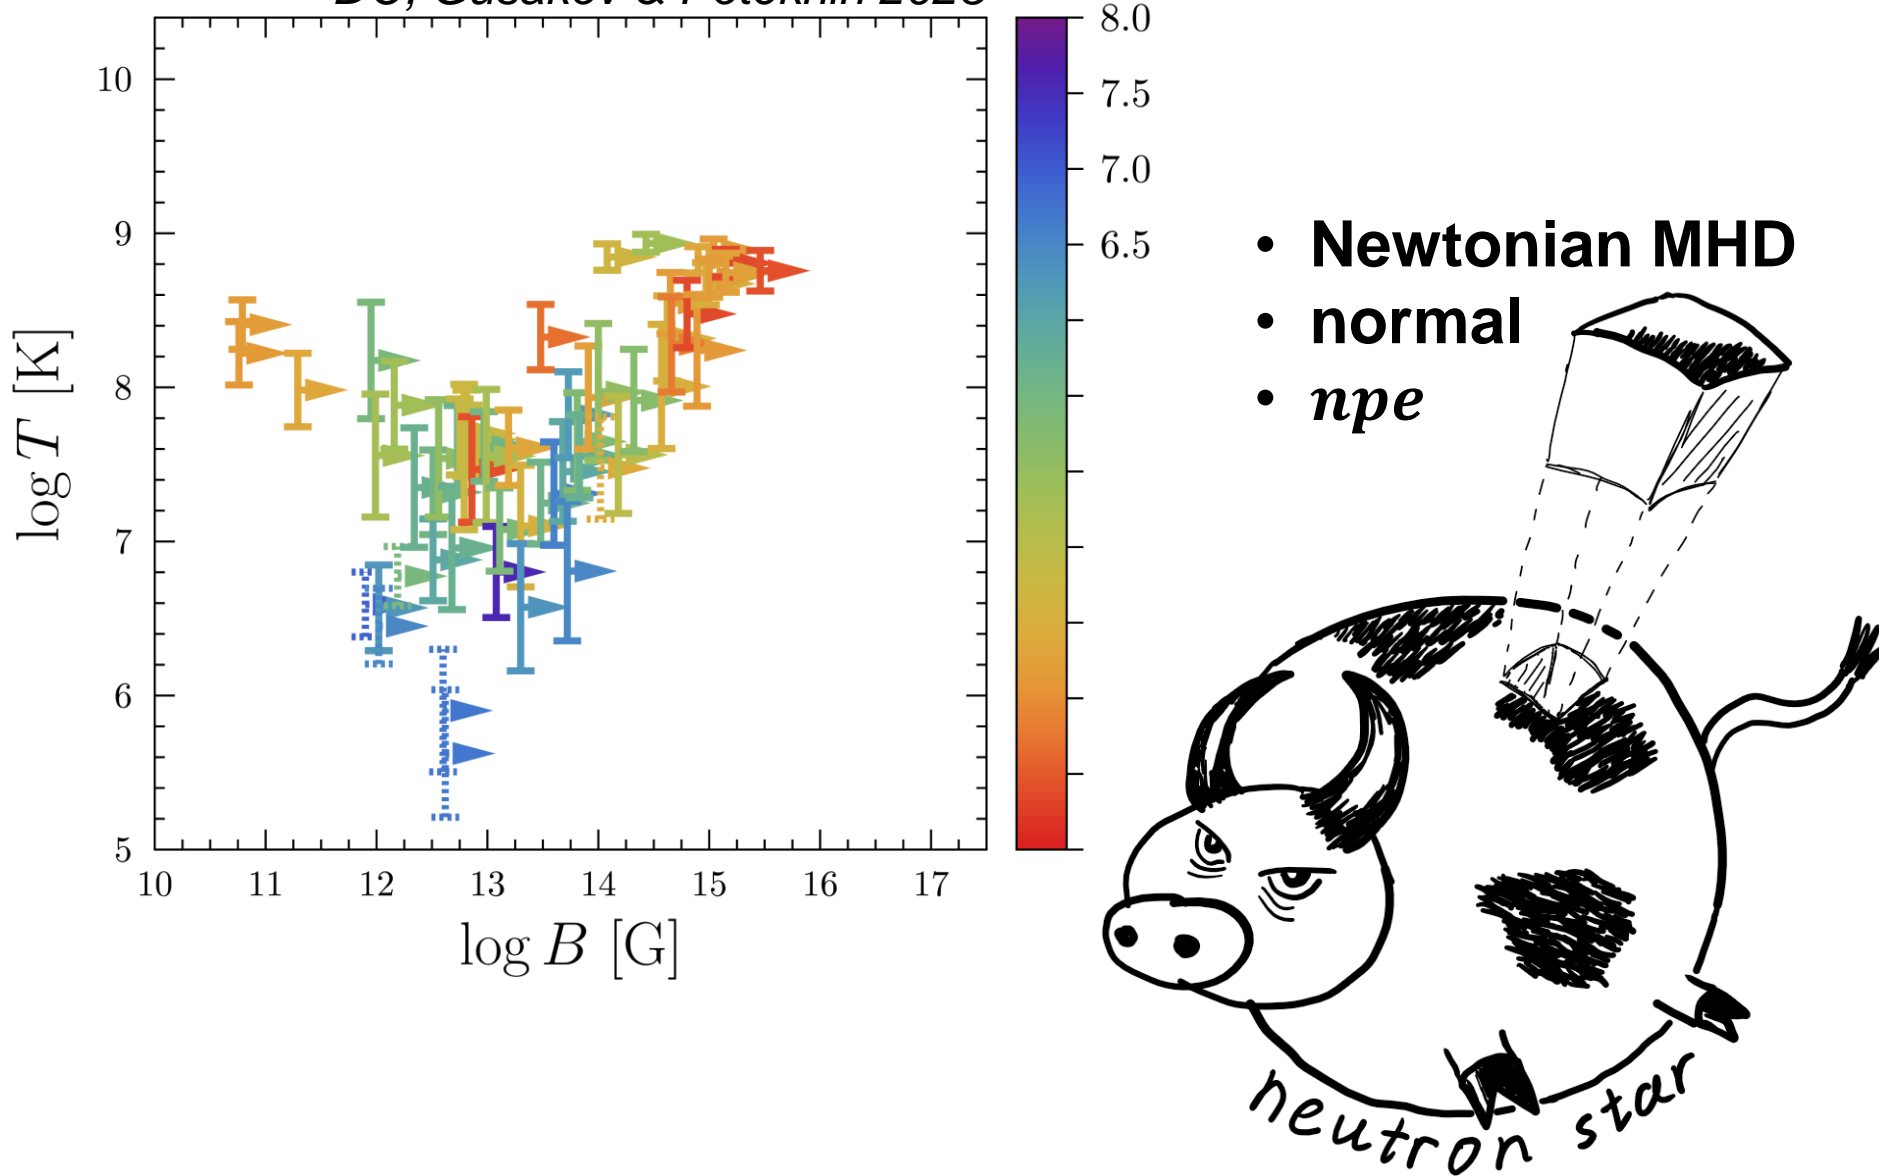 10
9
8
7
6
5
log T [K]
10 11 12 13 14 15 16 17
log B [G]
8.0
7.5
7.0
6.5
• Newtonian MHD
• normal
• npe
neutron star